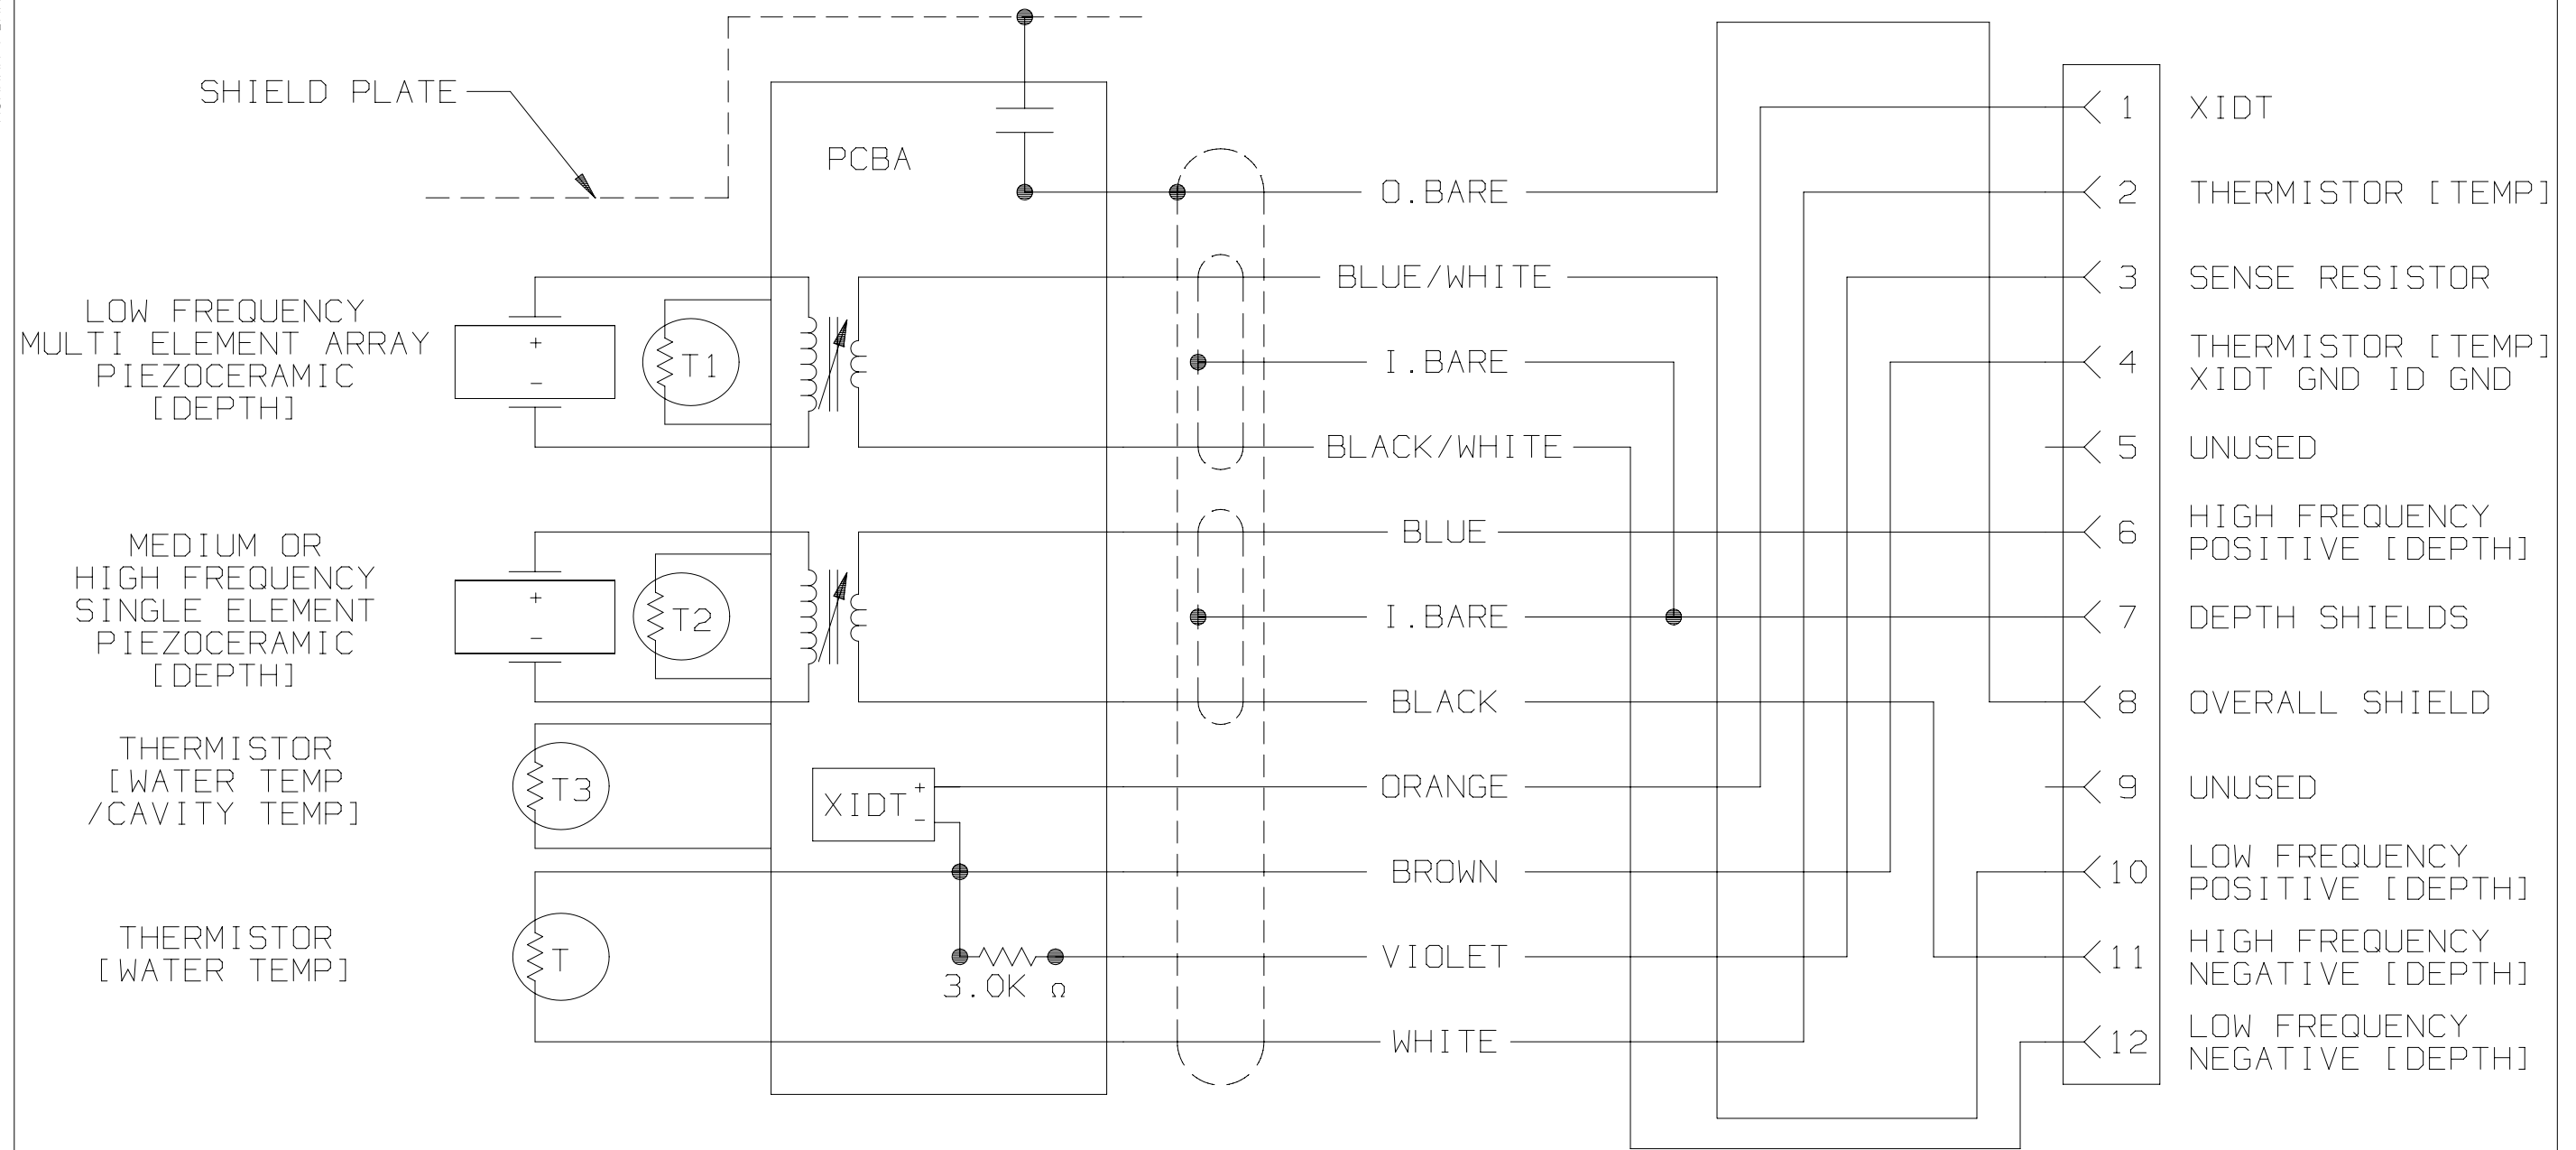 SHIELD PLATE
PCBA
LOW FREQUENCY
MULTI ELEMENT ARRAY
PIEZOCERAMIC
[DEPTH]
+
-
T1
MEDIUM OR
HIGH FREQUENCY
SINGLE ELEMENT
PIEZOCERAMIC
[DEPTH]
+
-
T2
THERMISTOR
[WATER TEMP
/CAVITY TEMP]
T3
THERMISTOR
[WATER TEMP]
T
XIDT
+
-
3.0K Ω
O.BARE
BLUE/WHITE
I.BARE
BLACK/WHITE
BLUE
I.BARE
BLACK
ORANGE
BROWN
VIOLET
WHITE
1 XIDT
2 THERMISTOR [TEMP]
3 SENSE RESISTOR
4 THERMISTOR [TEMP]
XIDT GND ID GND
5 UNUSED
6 HIGH FREQUENCY
POSITIVE [DEPTH]
7 DEPTH SHIELDS
8 OVERALL SHIELD
9 UNUSED
10 LOW FREQUENCY
POSITIVE [DEPTH]
11 HIGH FREQUENCY
NEGATIVE [DEPTH]
12 LOW FREQUENCY
NEGATIVE [DEPTH]